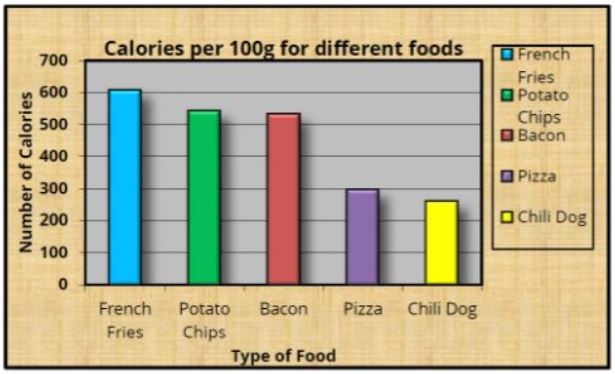 Calories per 100g for different foods
Number of Calories
700
600
500
400
300
200
100
0
French
Fries
Potato
Chips
Bacon
Pizza
Chili Dog
Type of Food
French
Fries
Potato
Chips
Bacon
Pizza
Chili Dog